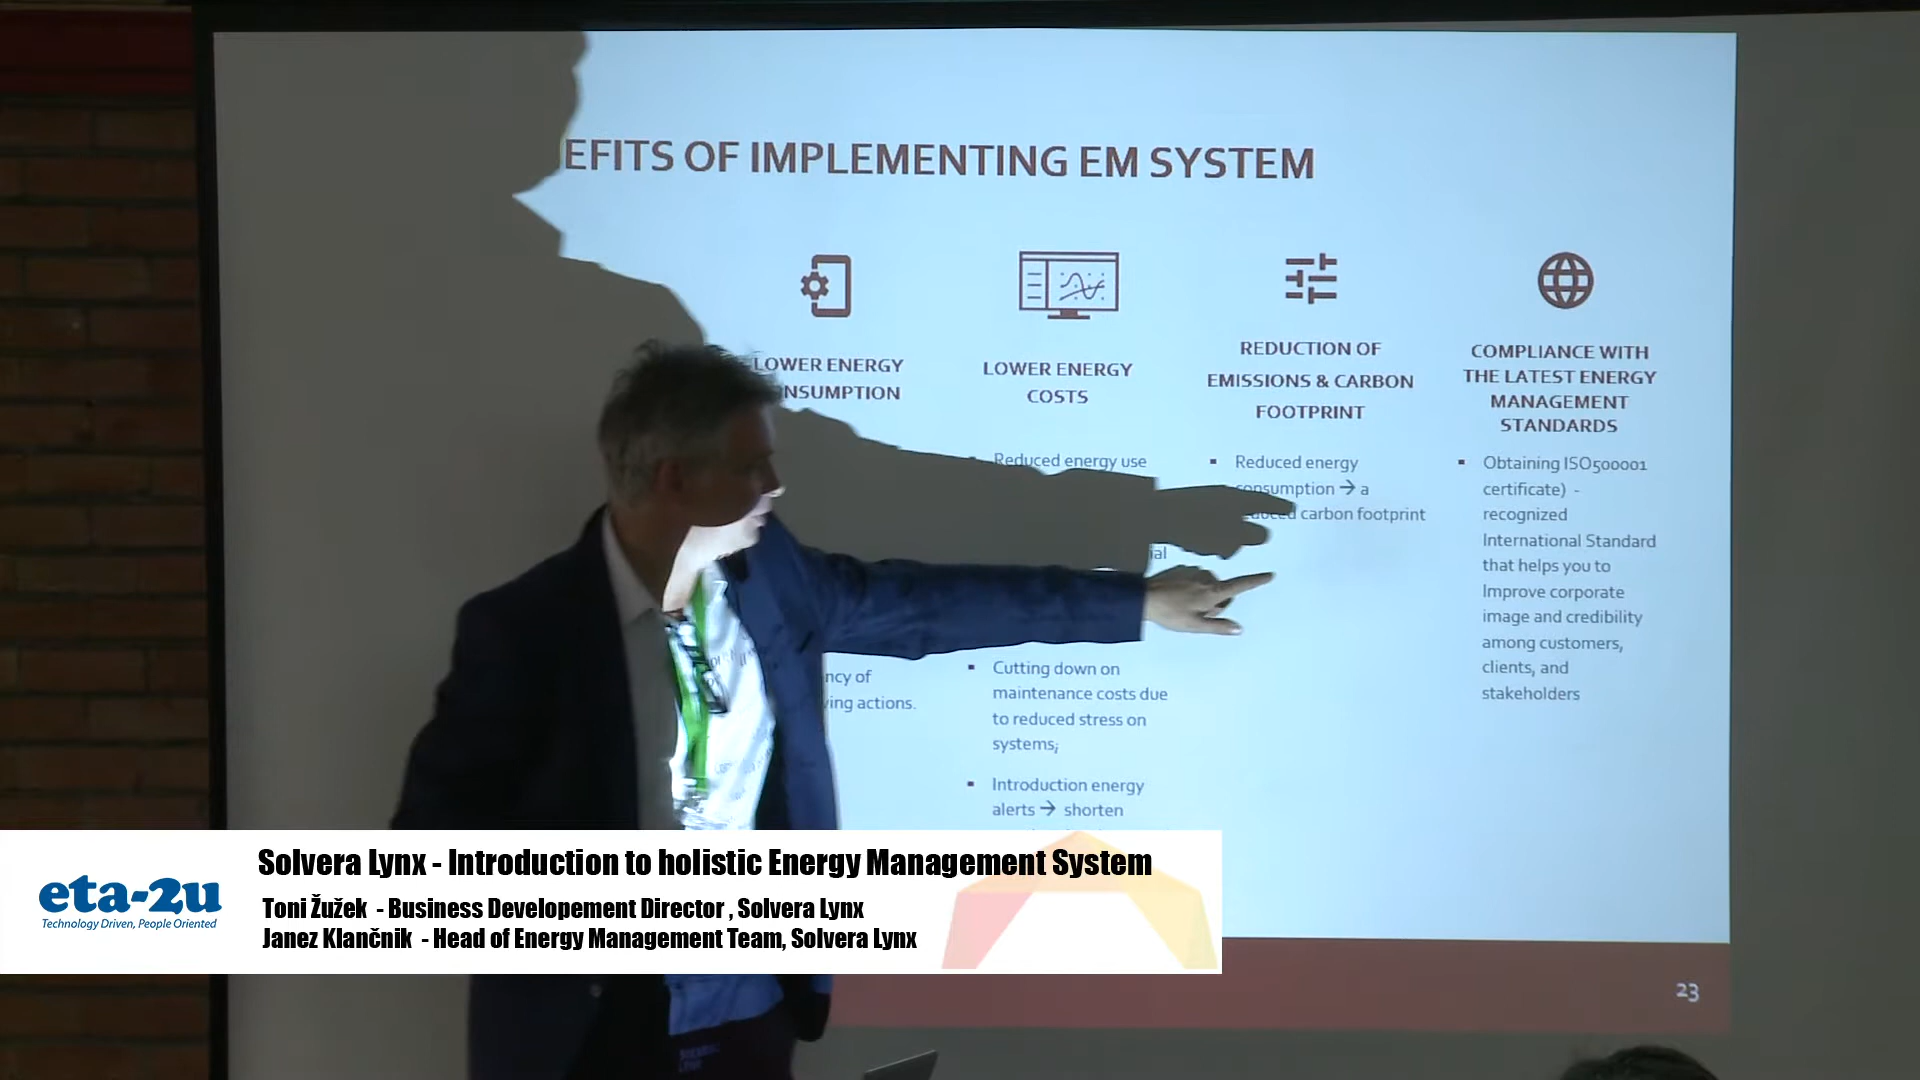 EFITS OF IMPLEMENTING EM SYSTEM
LOWER ENERGY
NSUMPTION
ncy of
ving actions.
LOWER ENERGY
COSTS
Reduced energy use
▪ Cutting down on
maintenance costs due
to reduced stress on
systems;
▪ Introduction energy
alerts → shorten
REDUCTION OF
EMISSIONS & CARBON
FOOTPRINT
▪ Reduced energy
consumption → a
reduced carbon footprint
COMPLIANCE WITH
THE LATEST ENERGY
MANAGEMENT
STANDARDS
▪ Obtaining ISO500001
certificate) -
recognized
International Standard
that helps you to
Improve corporate
image and credibility
among customers,
clients, and
stakeholders
23
eta-2u
Technology Driven, People Oriented
Solvera Lynx - Introduction to holistic Energy Management System
Toni Žužek - Business Developement Director , Solvera Lynx
Janez Klančnik - Head of Energy Management Team, Solvera Lynx